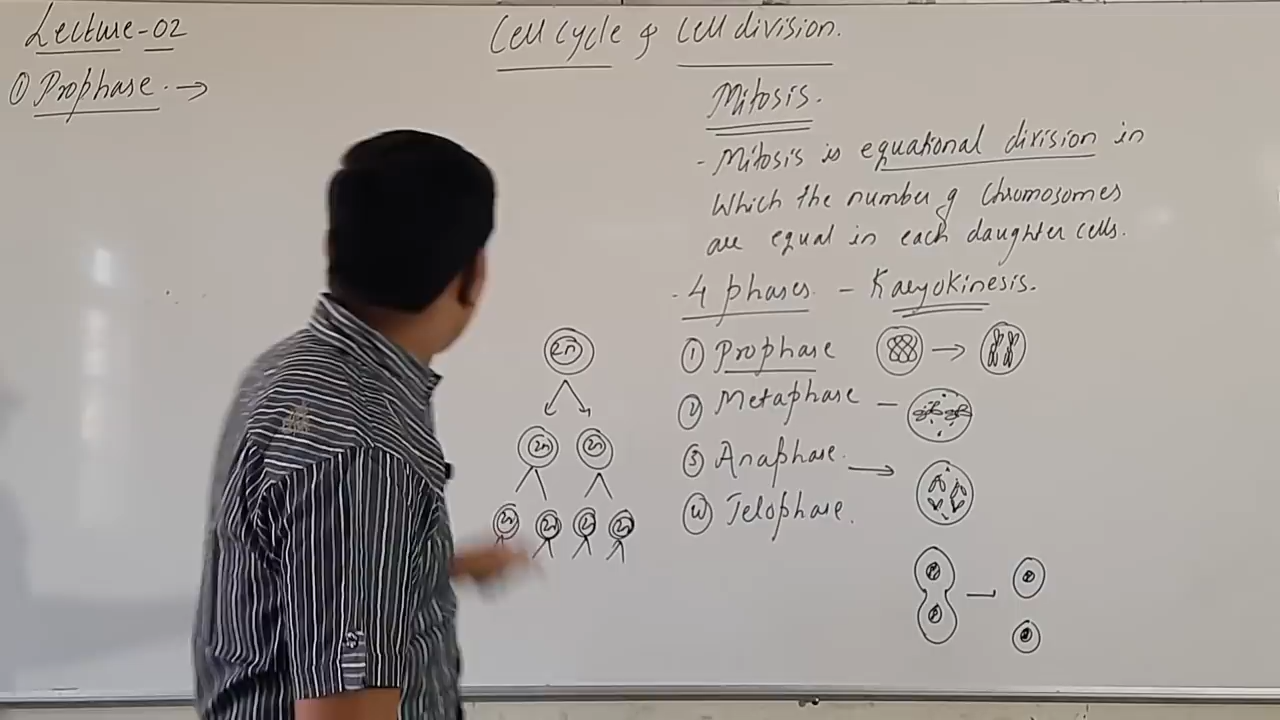 Lecture-02
① Prophase. →
Cell Cycle & Cell division.
Mitosis.
- Mitosis is equational division in
Which the number of Chromosomes
are equal in each daughter cells.
. 4 phases. - Karyokinesis.
① Prophase →
② Metaphase -
③ Anaphase. →
④ Telophase.
2n
2n 2n
2n 2n 2n 2n